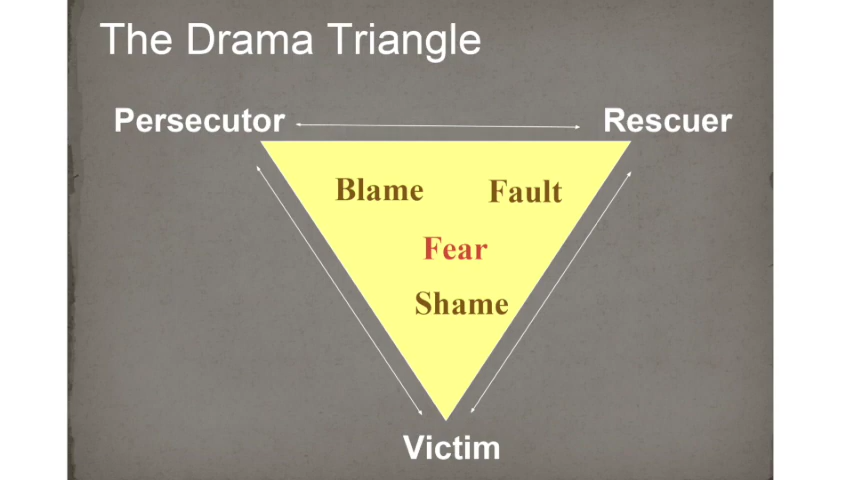 The Drama Triangle
Persecutor Rescuer
Blame Fault
Fear
Shame
Victim